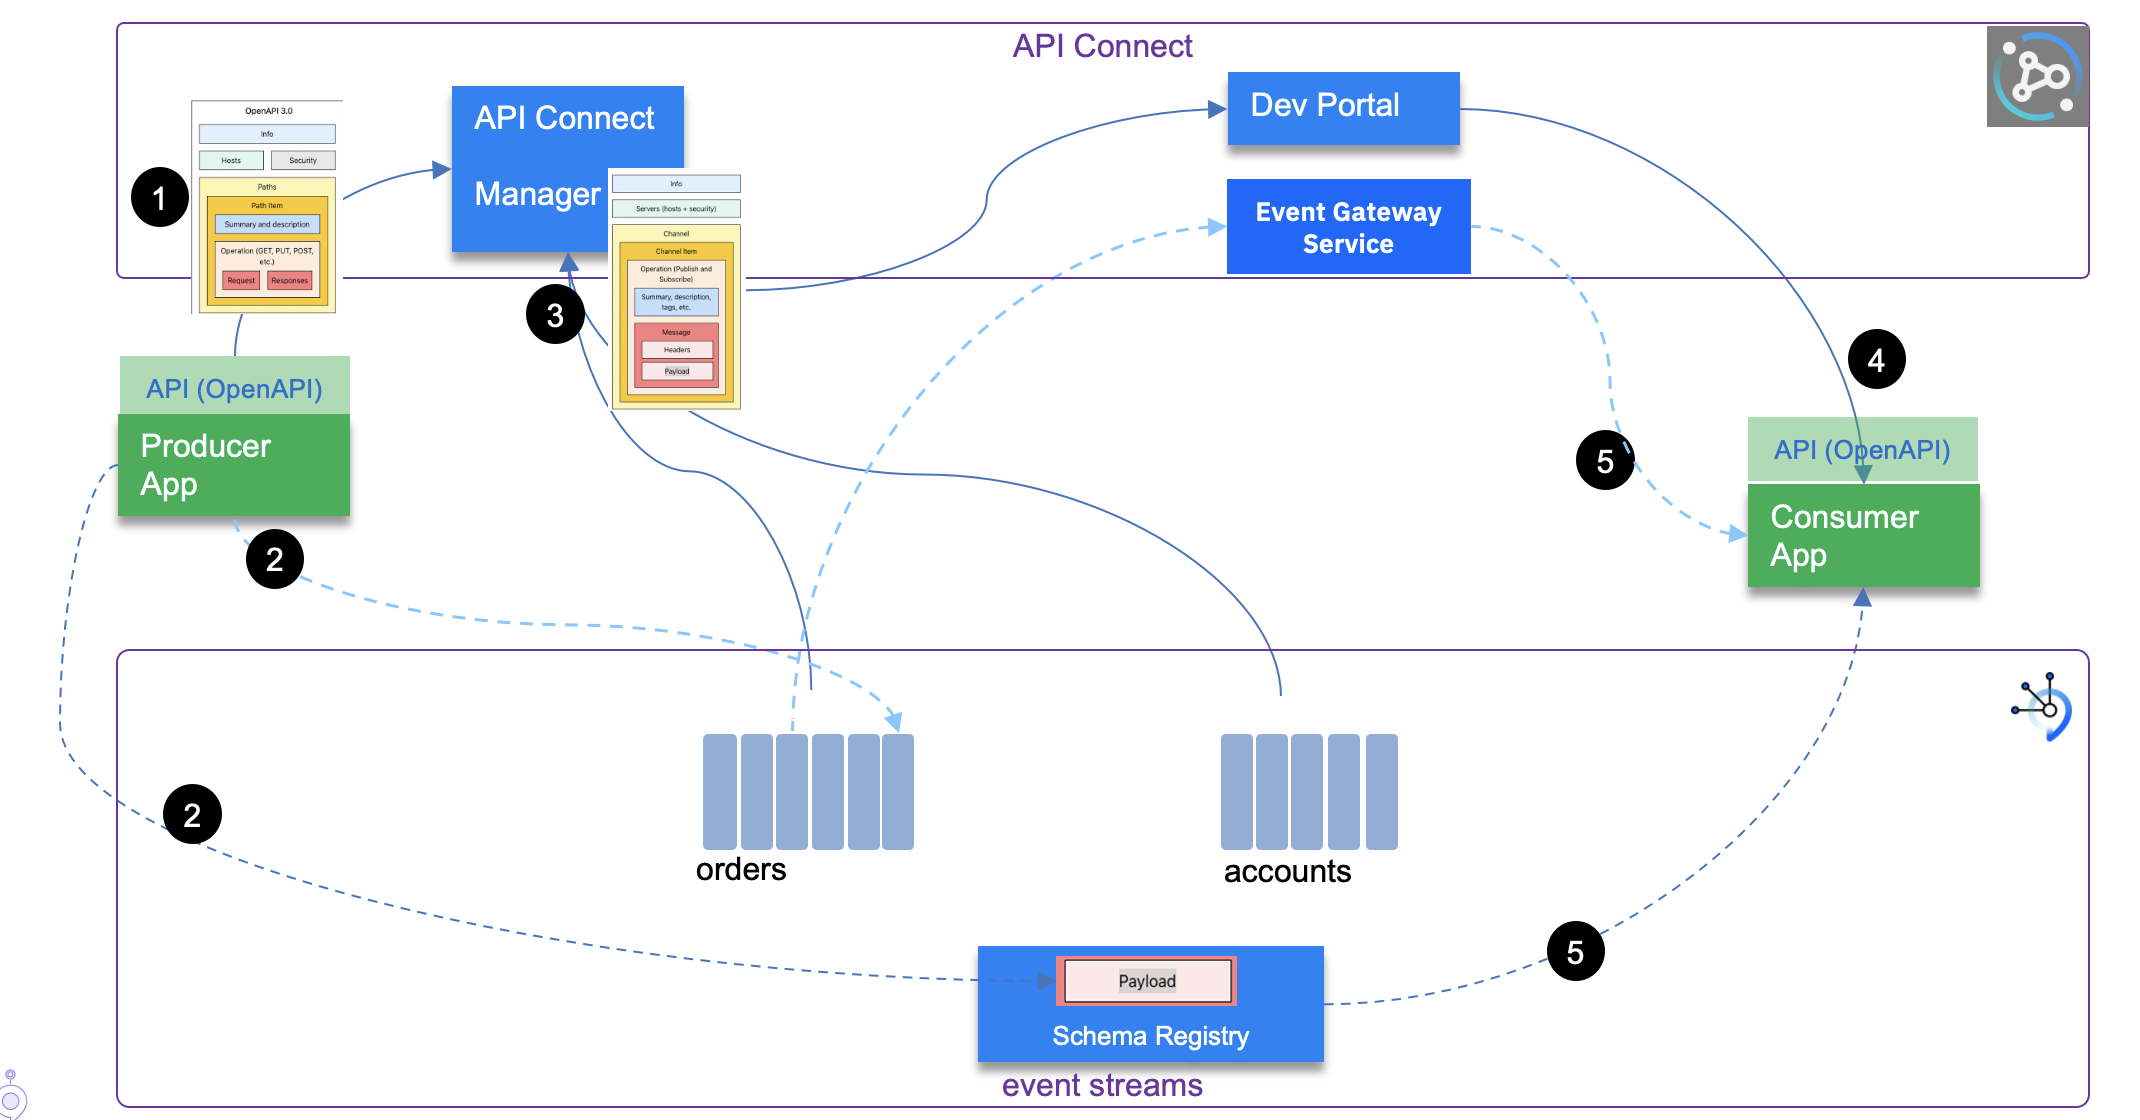 API Connect
OpenAPI 3.0
Info
Hosts
Security
Paths
Path Item
Summary and description
Operation (GET, PUT, POST,
etc.)
Request
Responses
1
API Connect
Manager
Info
Servers (hosts + security)
Channel
Channel Item
Operation (Publish and
Subscribe)
Summary, description,
tags, etc.
Message
Headers
Payload
3
Dev Portal
Event Gateway
Service
4
API (OpenAPI)
Producer
App
2
5
API (OpenAPI)
Consumer
App
2
orders
accounts
5
Payload
Schema Registry
event streams